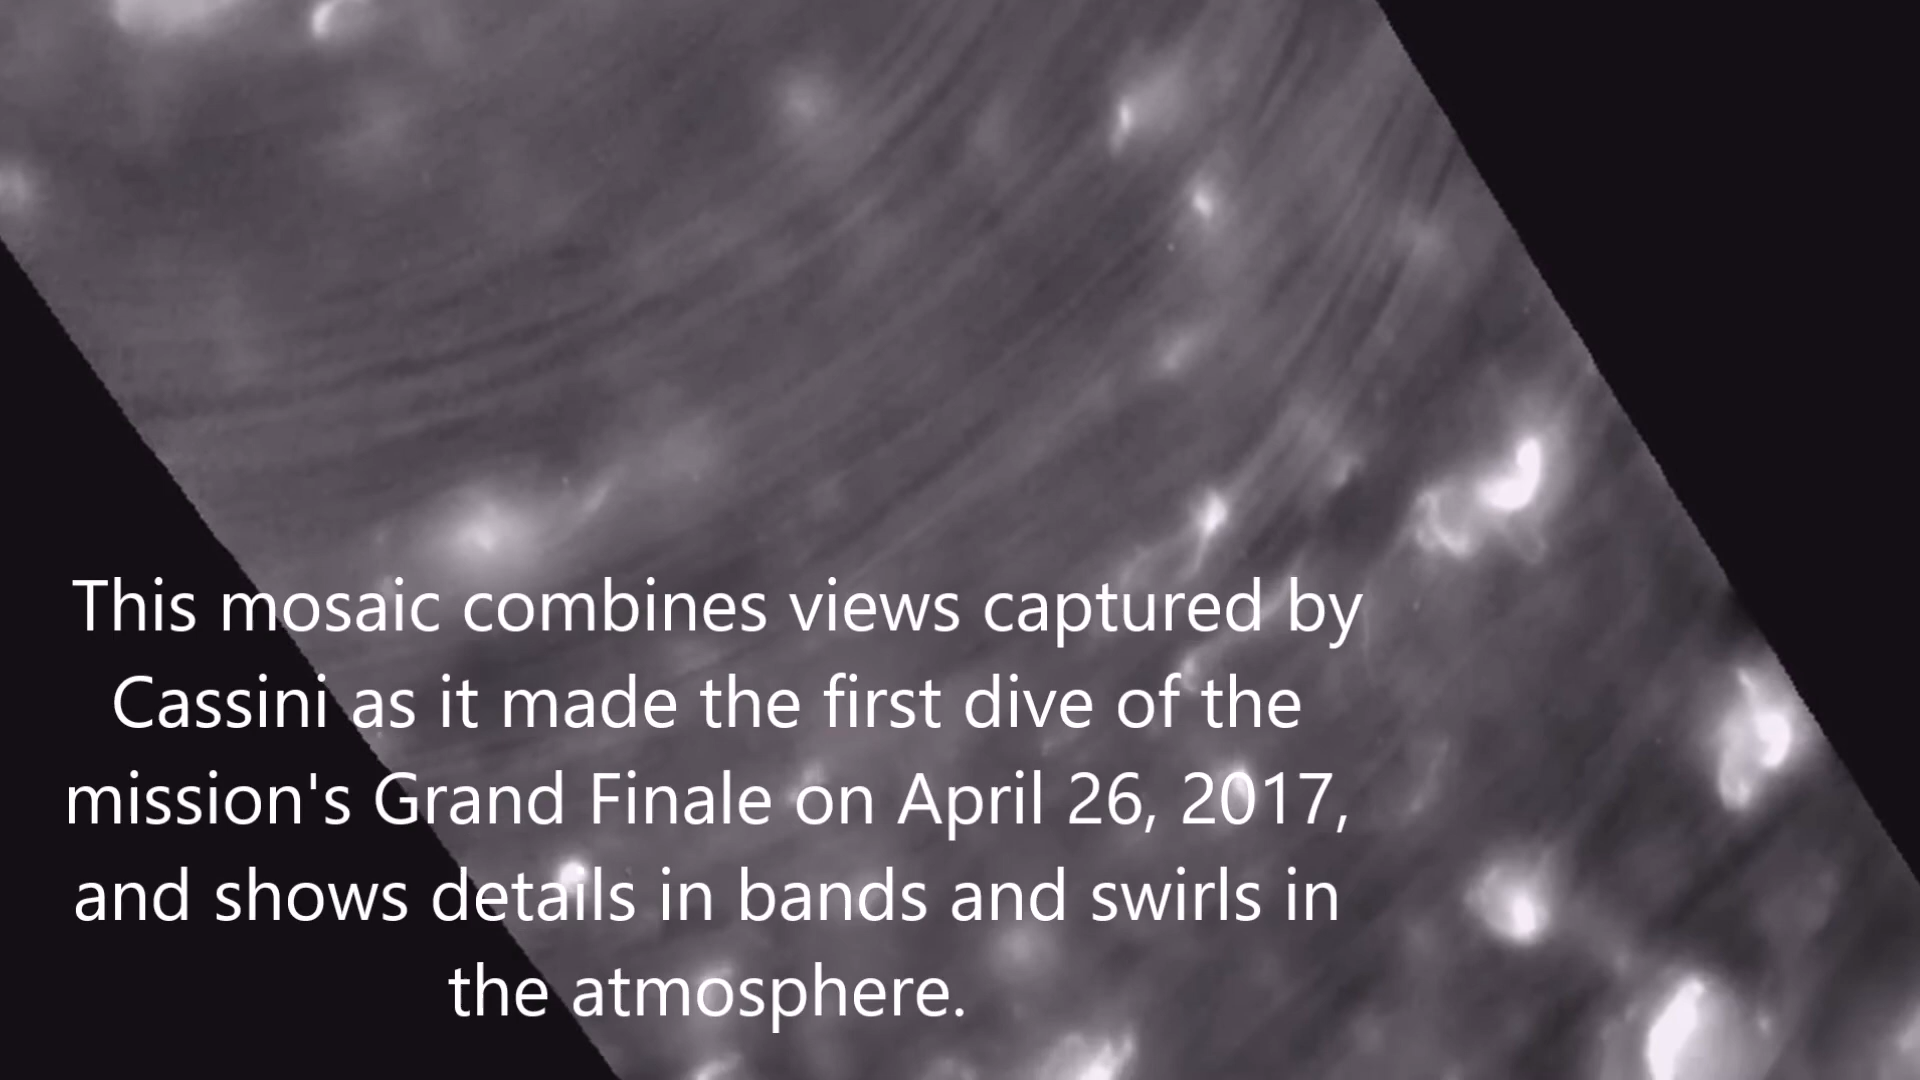 This mosaic combines views captured by
Cassini as it made the first dive of the
mission's Grand Finale on April 26, 2017,
and shows details in bands and swirls in
the atmosphere.